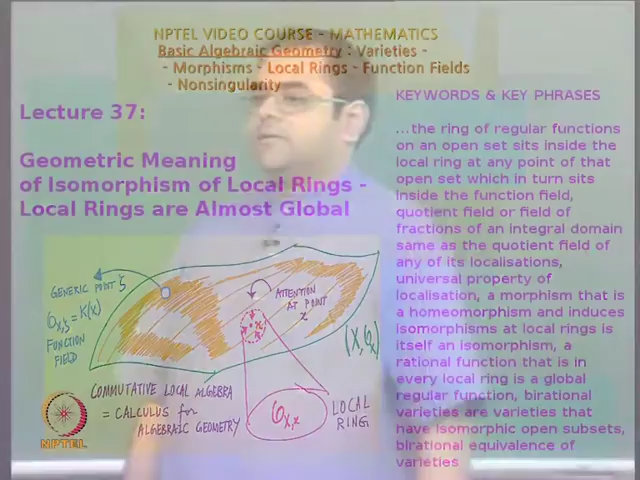 NPTEL VIDEO COURSE - MATHEMATICS
Basic Algebraic Geometry : Varieties -
- Morphisms - Local Rings - Function Fields
- Nonsingularity
Lecture 37:
Geometric Meaning
of Isomorphism of Local Rings -
Local Rings are Almost Global
GENERIC POINT ξ
O_X,ξ = K(X)
FUNCTION
FIELD
ATTENTION
AT POINT
x
(X, O_X)
COMMUTATIVE LOCAL ALGEBRA
= CALCULUS for
ALGEBRAIC GEOMETRY
O_X,x
LOCAL
RING
NPTEL
KEYWORDS & KEY PHRASES
...the ring of regular functions
on an open set sits inside the
local ring at any point of that
open set which in turn sits
inside the function field,
quotient field or field of
fractions of an integral domain
same as the quotient field of
any of its localisations,
universal property of
localisation, a morphism that is
a homeomorphism and induces
isomorphisms at local rings is
itself an isomorphism, a
rational function that is in
every local ring is a global
regular function, birational
varieties are varieties that
have isomorphic open subsets,
birational equivalence of
varieties